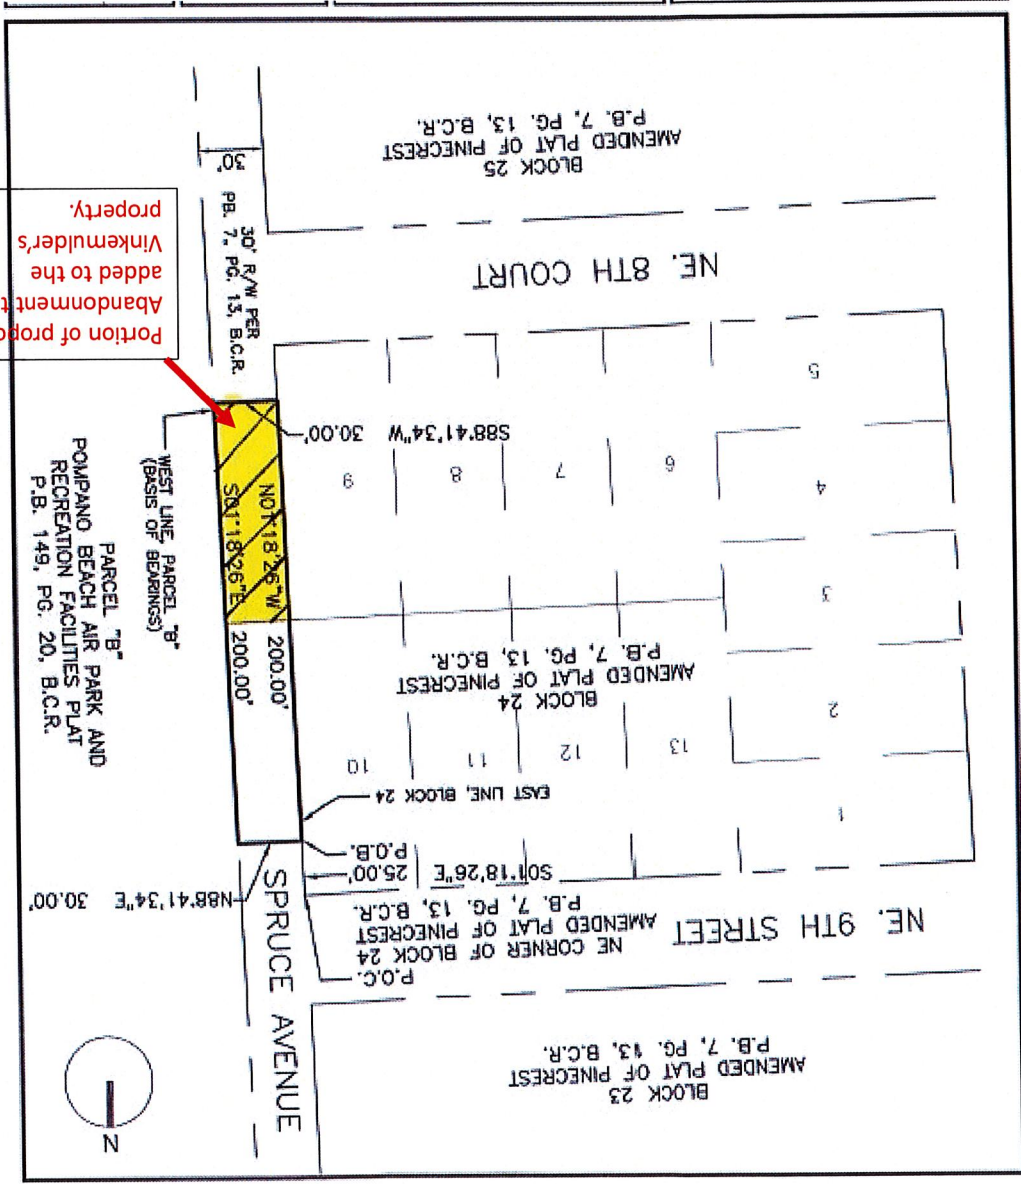 BLOCK 23
AMENDED PLAT OF PINECREST
P.B. 7, PG. 13, B.C.R.
N
SPRUCE AVENUE
NE. 9TH STREET
P.O.C.
NE CORNER OF BLOCK 24
AMENDED PLAT OF PINECREST
P.B. 7, PG. 13, B.C.R.
S01°18'26"E 25.00'
P.O.B.
N88°41'34"E 30.00'
EAST LINE, BLOCK 24
1
2
3
4
5
13
12
11
10
BLOCK 24
AMENDED PLAT OF PINECREST
P.B. 7, PG. 13, B.C.R.
6
7
8
9
N01°18'26"W 200.00'
S01°18'26"E 200.00'
S88°41'34"W 30.00'
WEST LINE, PARCEL "B"
(BASIS OF BEARINGS)
PARCEL "B"
POMPANO BEACH AIR PARK AND
RECREATION FACILITIES PLAT
P.B. 149, PG. 20, B.C.R.
30' R/W PER
PB. 7, PG. 13, B.C.R.
Portion of
Abandonment
added to the
Vinkemulder's
property.
NE. 8TH COURT
30'
BLOCK 25
AMENDED PLAT OF PINECREST
P.B. 7, PG. 13, B.C.R.